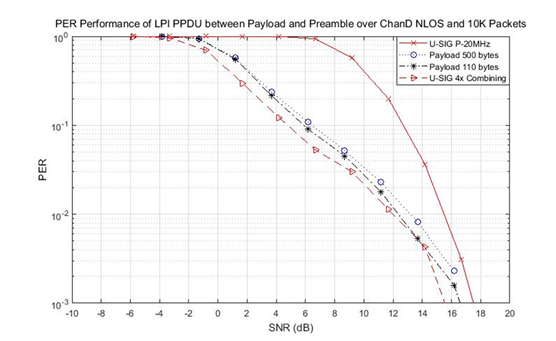 PER Performance of LPI PPDU between Payload and Preamble over ChanD NLOS and 10K Packets
U-SIG P-20MHz
Payload 500 bytes
Payload 110 bytes
U-SIG 4x Combining
PER
10^0
10^-1
10^-2
10^-3
-10 -8 -6 -4 -2 0 2 4 6 8 10 12 14 16 18 20
SNR (dB)